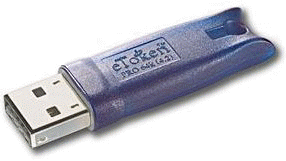 eToken
PRO 64k (4.2)